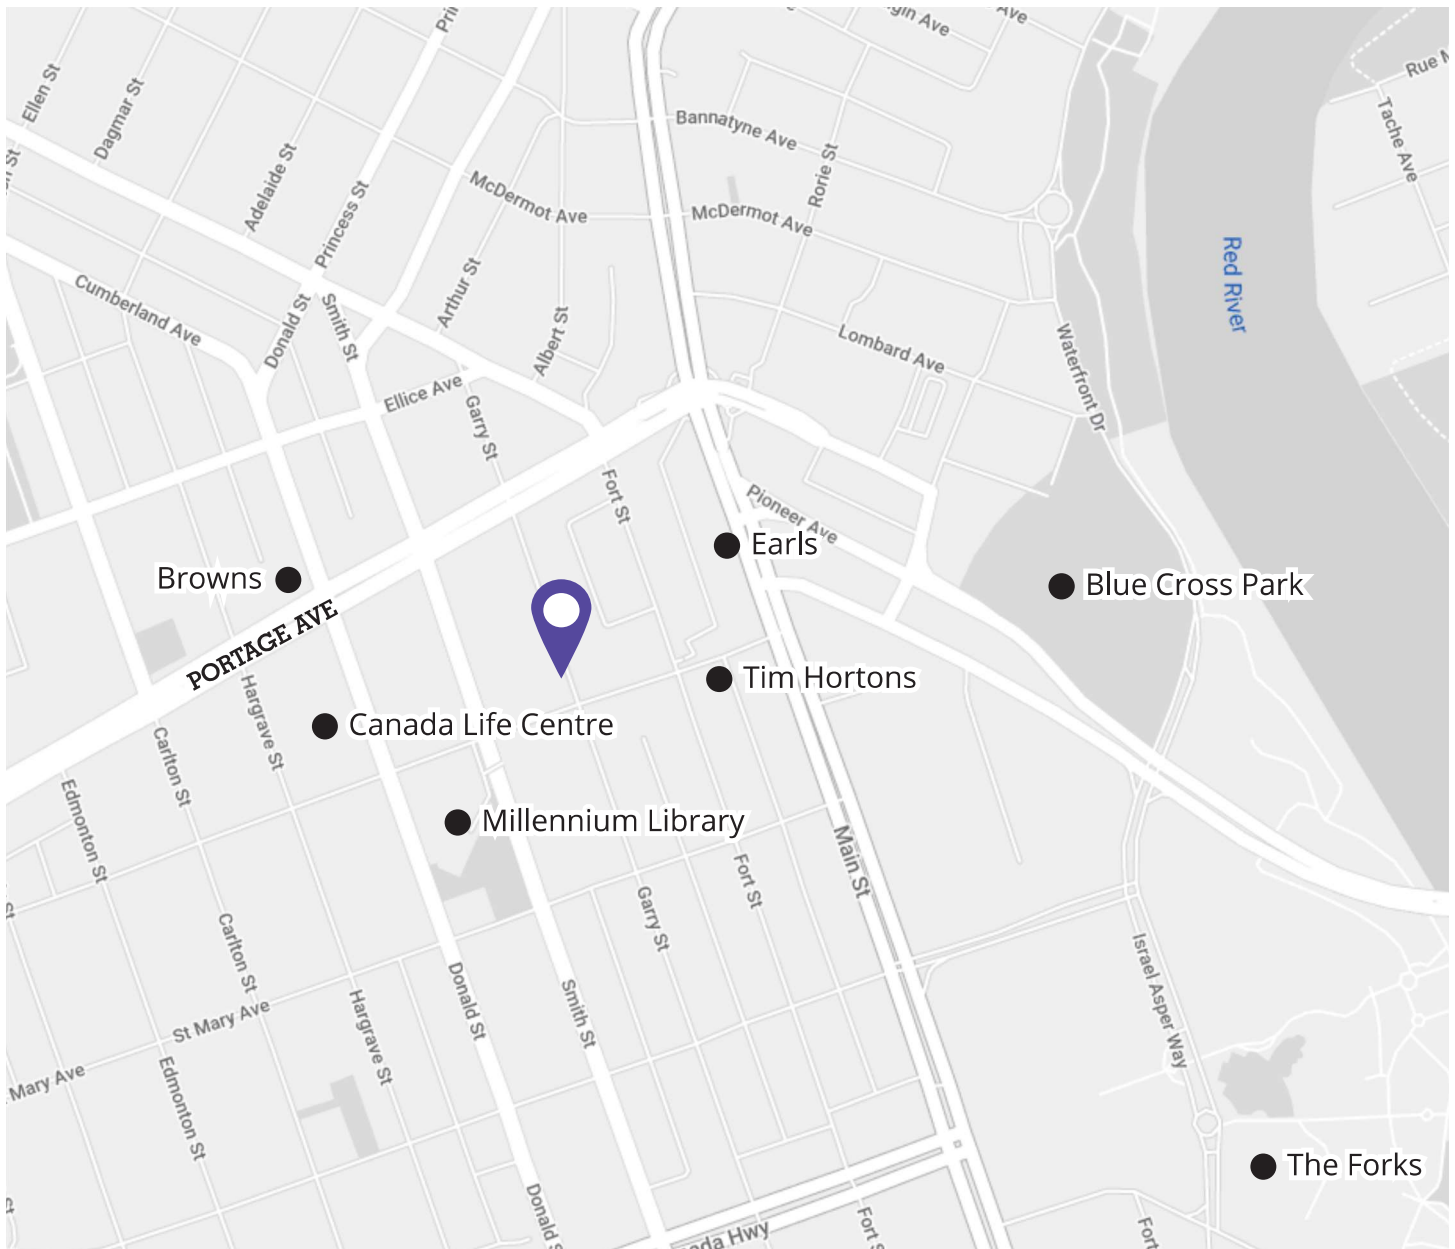 Ave
Ellen St
Dagmar St
Bannatyne Ave
Tache Ave
Adelaide St
Rorie St
McDermot Ave
McDermot Ave
Princess St
Red River
Arthur St
Cumberland Ave
Donald St
Smith St
Albert St
Lombard Ave
Waterfront Dr
Ellice Ave
Garry St
Fort St
Pioneer Ave
Earls
Browns
Blue Cross Park
PORTAGE AVE
Tim Hortons
Hargrave St
Canada Life Centre
Carlton St
Edmonton St
Millennium Library
Main St
Fort St
Garry St
Carlton St
Israel Asper Way
Donald St
Smith St
Hargrave St
St Mary Ave
Mary Ave
Edmonton St
The Forks
Donald S
Fort S
Fort